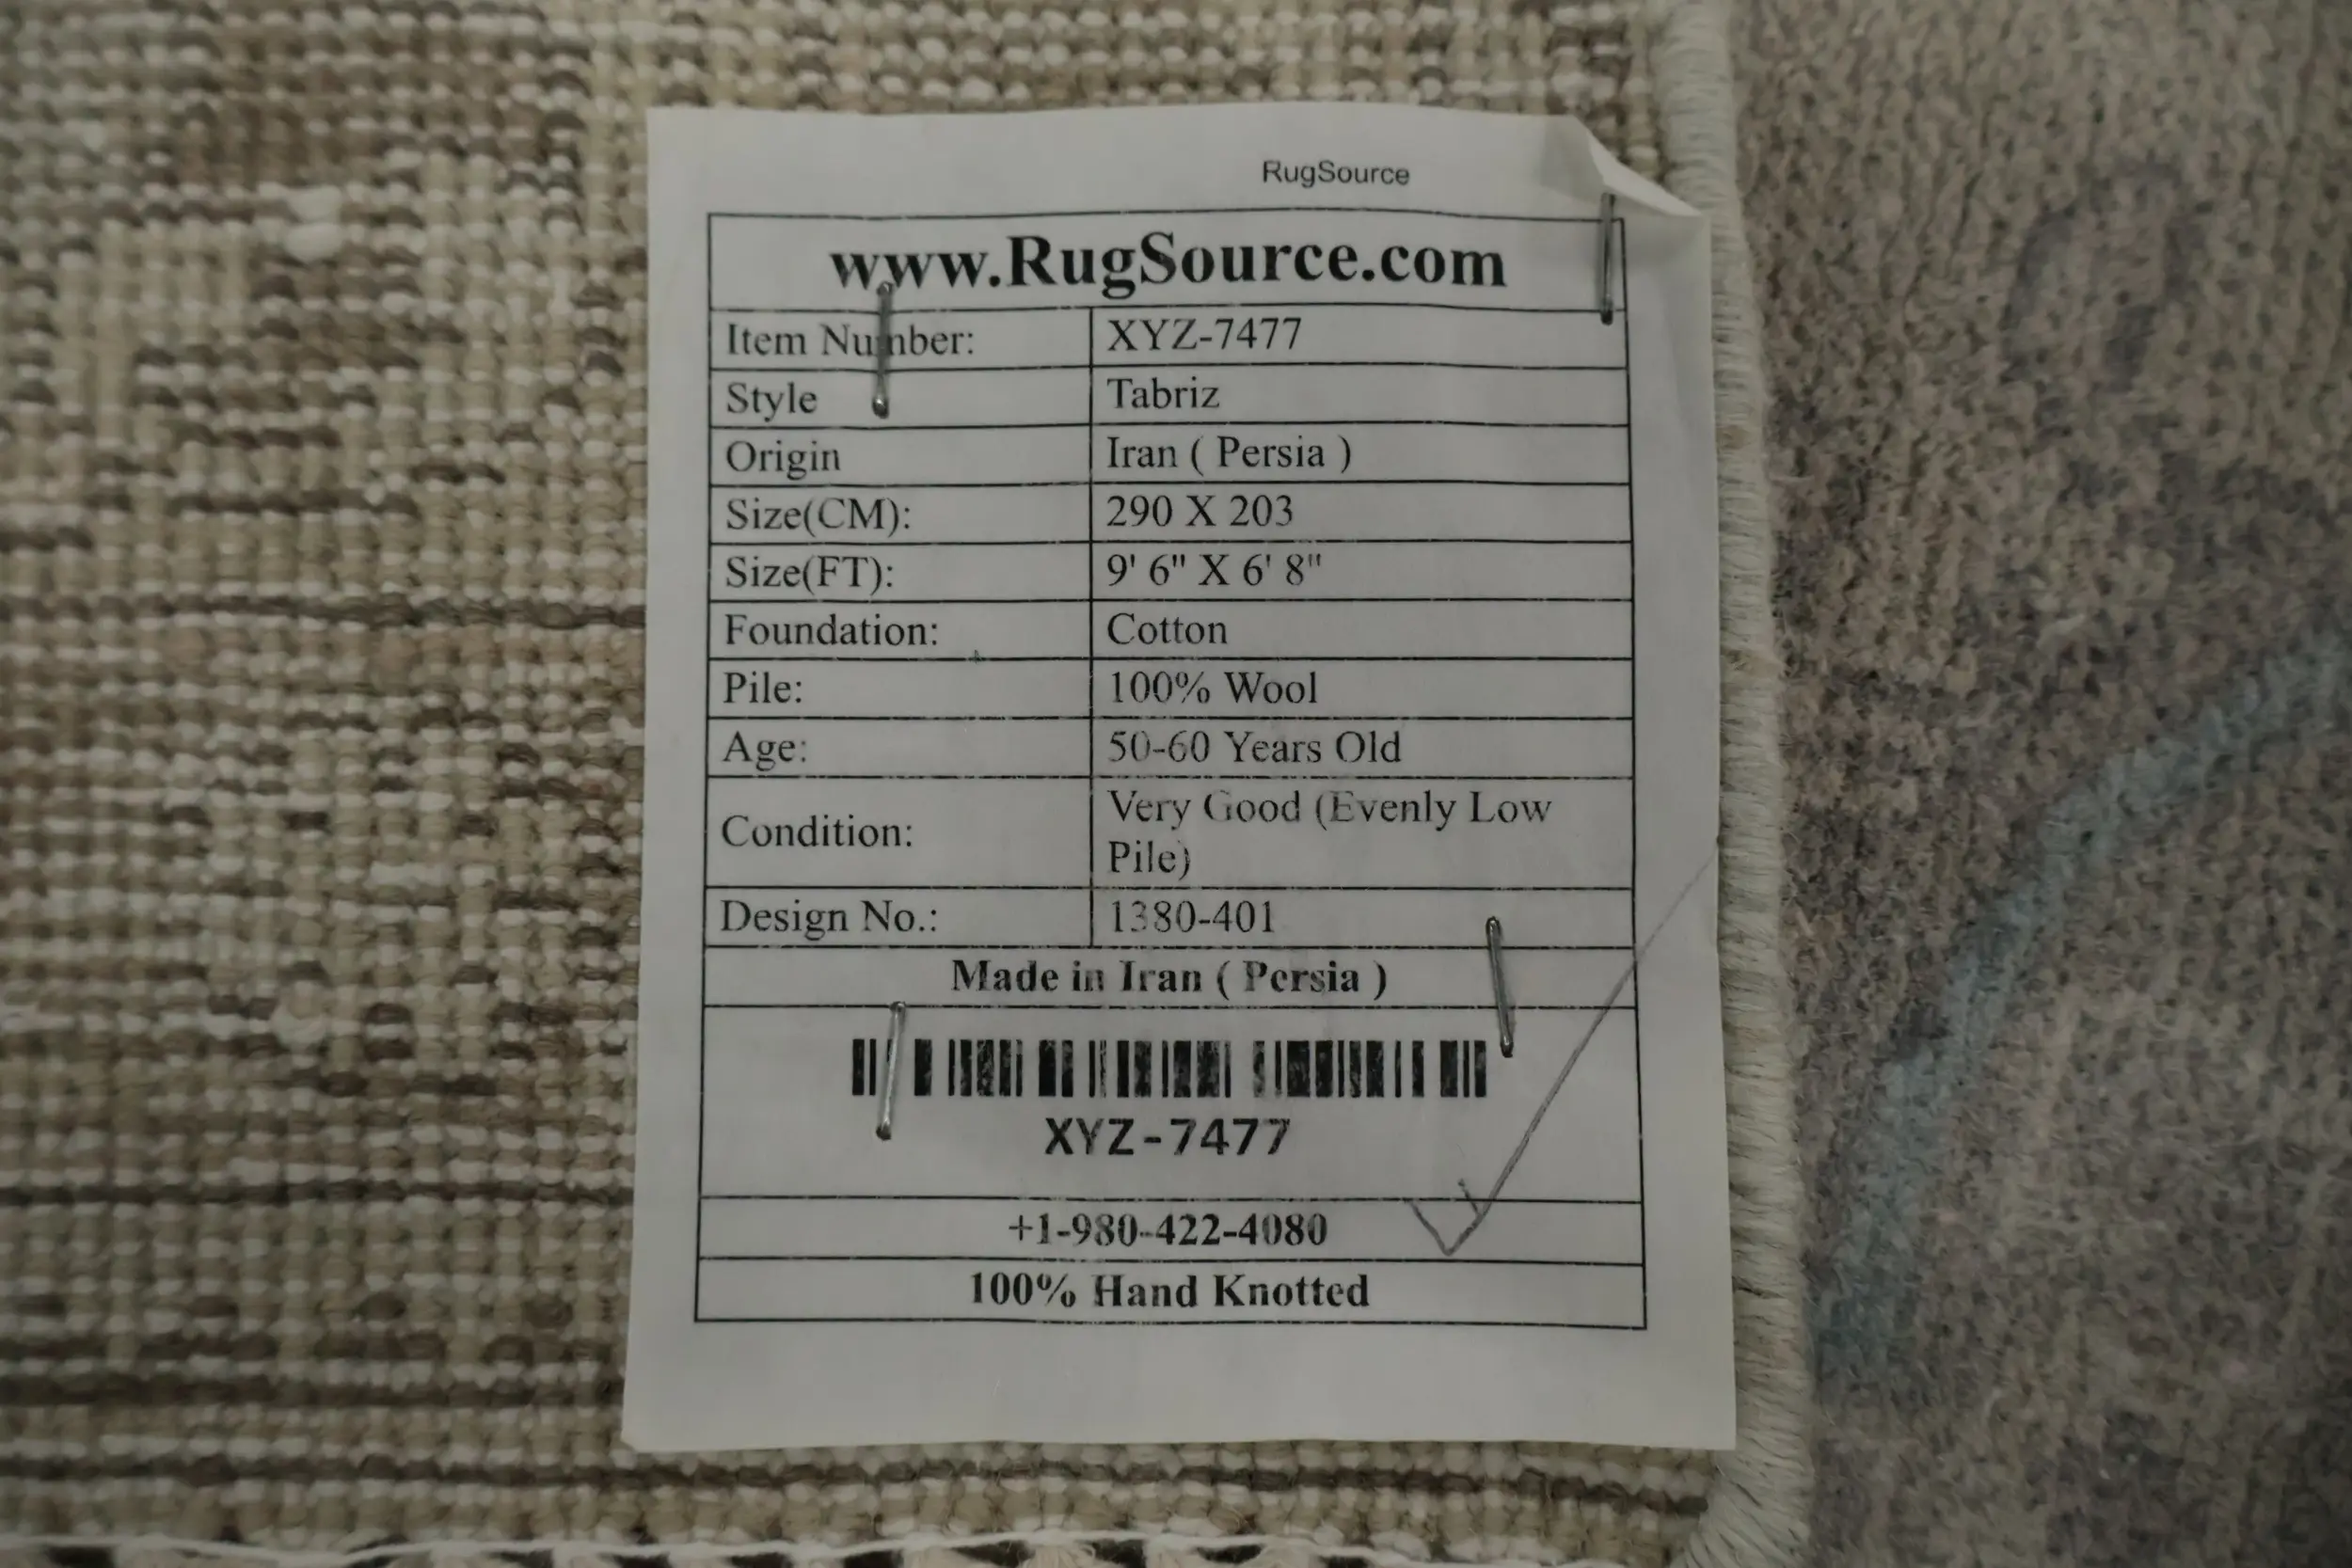 RugSource
www.RugSource.com
Item Number: XYZ-7477
Style Tabriz
Origin Iran ( Persia )
Size(CM): 290 X 203
Size(FT): 9' 6" X 6' 8"
Foundation: Cotton
Pile: 100% Wool
Age: 50-60 Years Old
Condition: Very Good (Evenly Low
Pile)
Design No.: 1380-401
Made in Iran ( Persia )
XYZ-7477
+1-980-422-4080
100% Hand Knotted